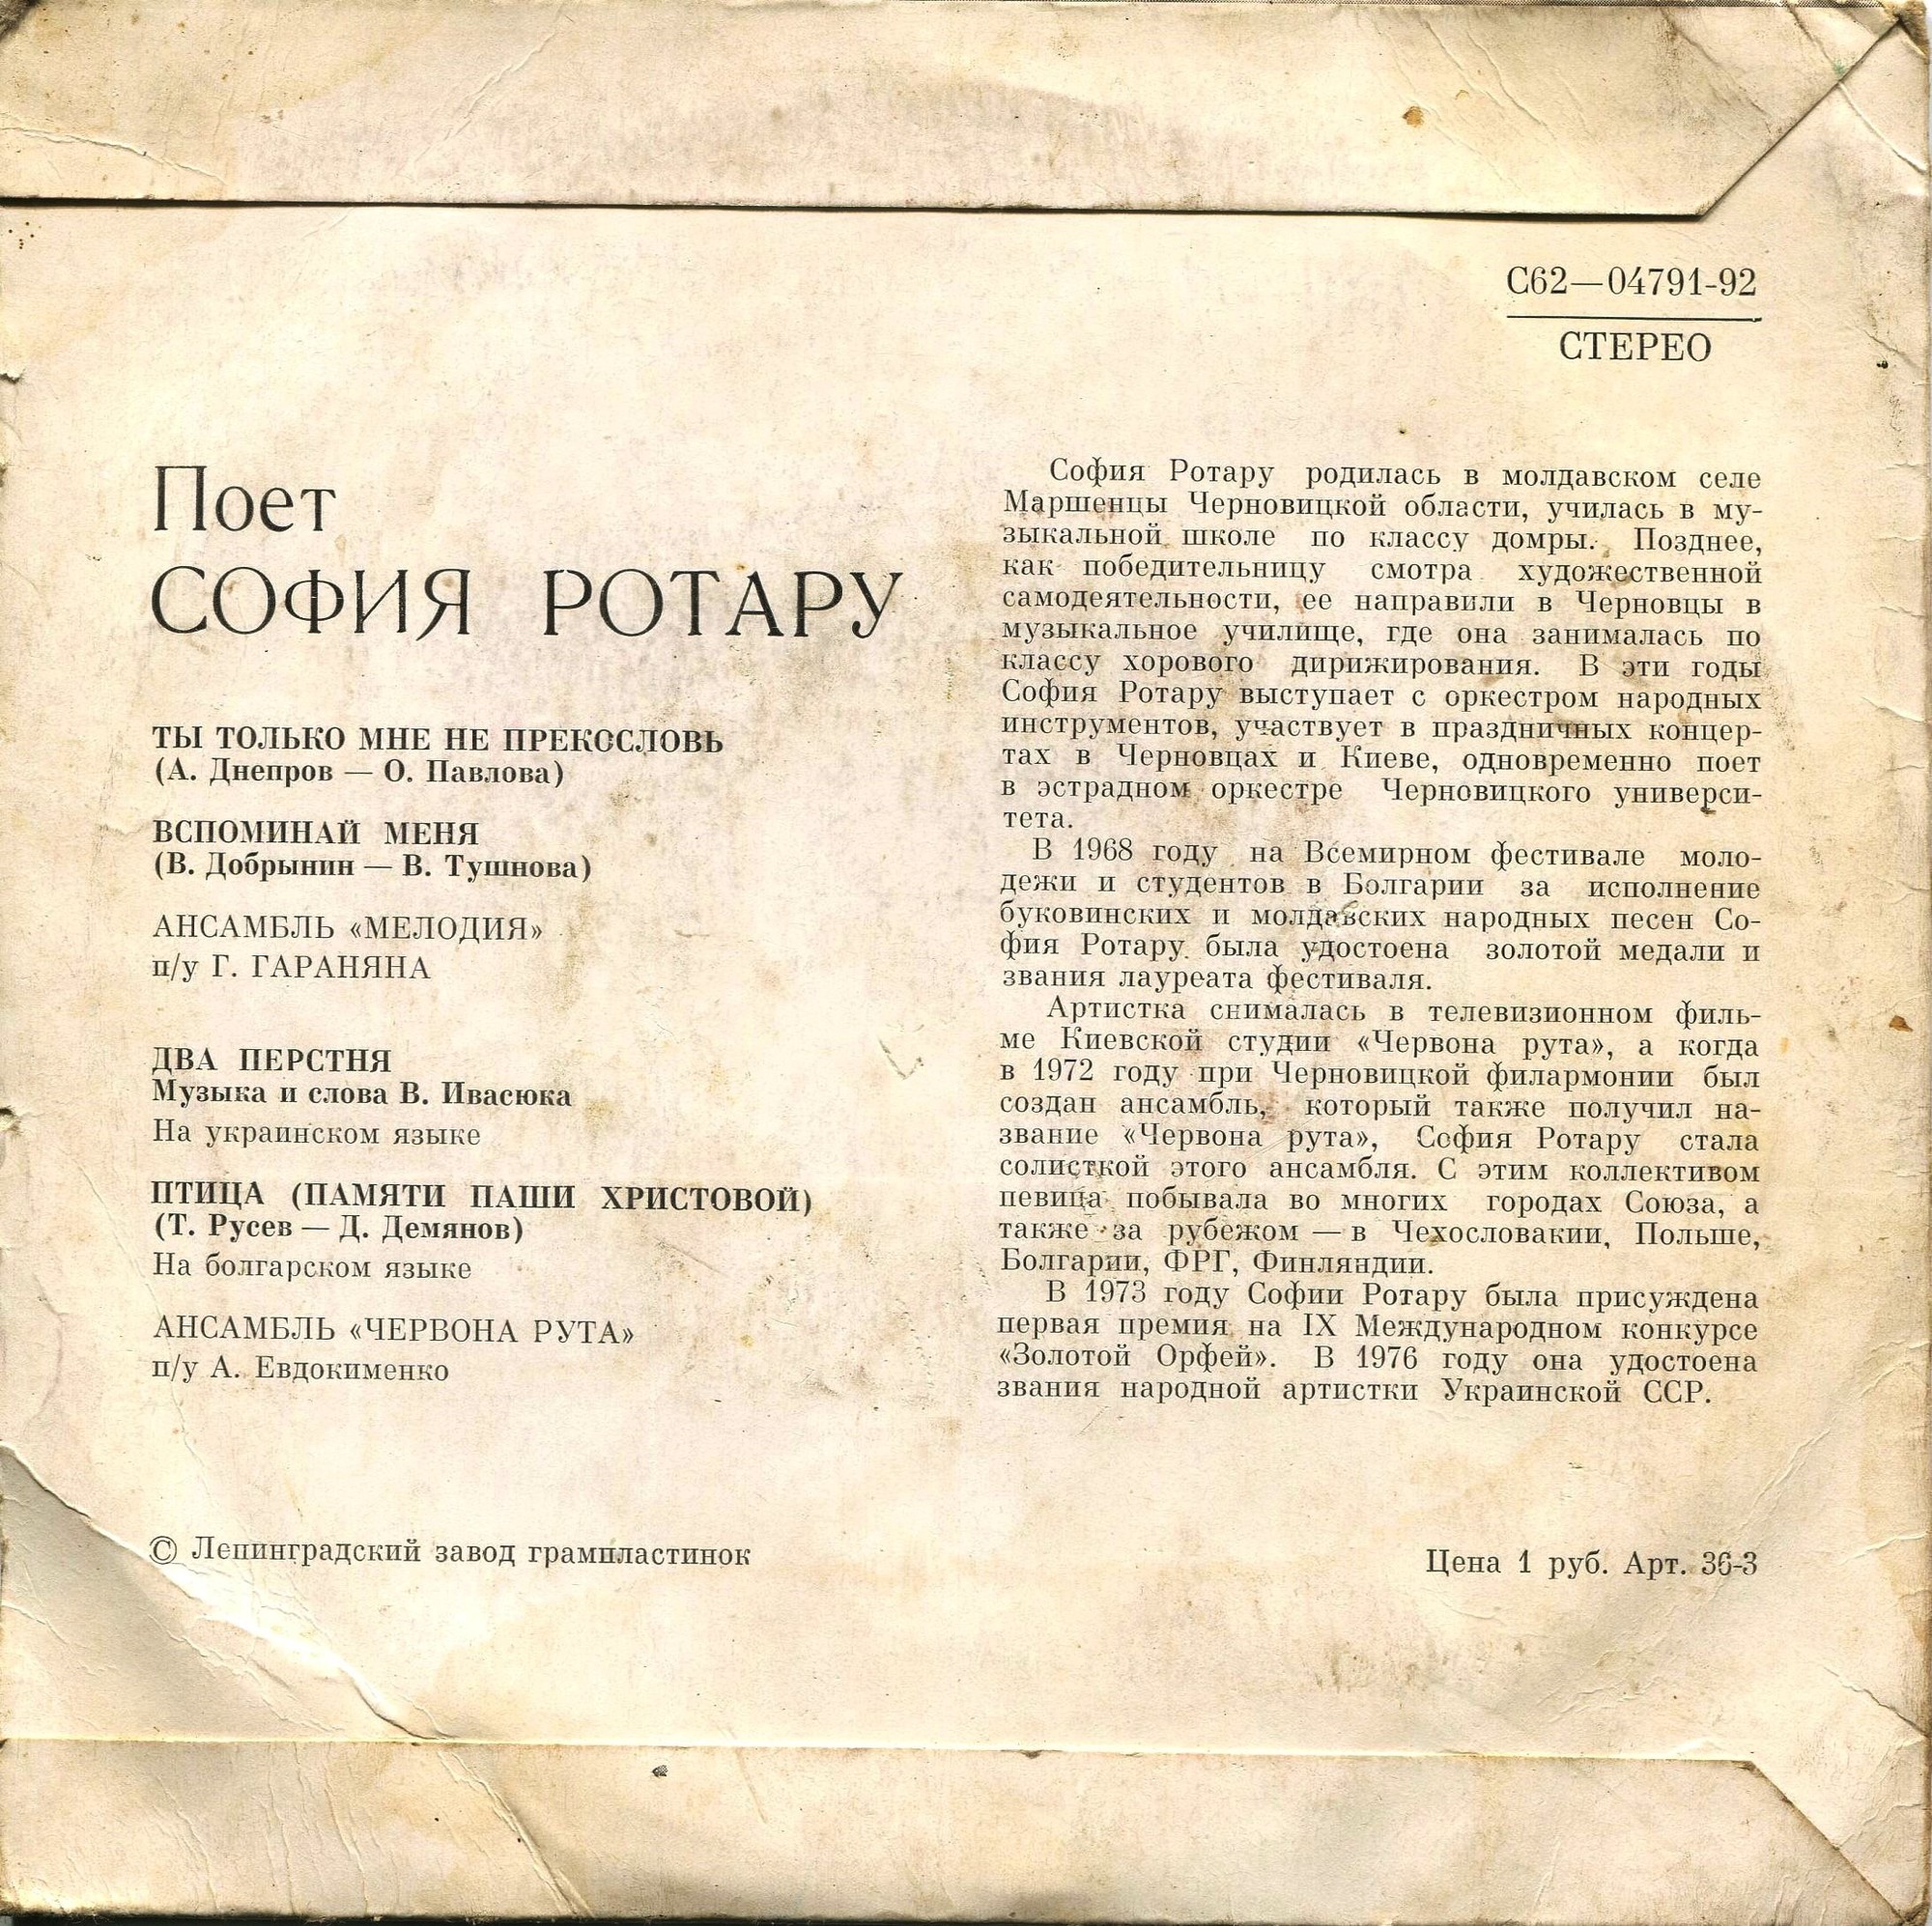 С62—04791-92
СТЕРЕО
Поет
СОФИЯ РОТАРУ
ТЫ ТОЛЬКО МНЕ НЕ ПРЕКОСЛОВЬ
(А. Днепров — О. Павлова)
ВСПОМИНАЙ МЕНЯ
(В. Добрынин — В. Тушнова)
АНСАМБЛЬ «МЕЛОДИЯ»
п/у Г. ГАРАНЯНА
ДВА ПЕРСТНЯ
Музыка и слова В. Ивасюка
На украинском языке
ПТИЦА (ПАМЯТИ ПАШИ ХРИСТОВОЙ)
(Т. Русев — Д. Демянов)
На болгарском языке
АНСАМБЛЬ «ЧЕРВОНА РУТА»
п/у А. Евдокименко
София Ротару родилась в молдавском селе
Маршенцы Черновицкой области, училась в му-
зыкальной школе по классу домры. Позднее,
как победительницу смотра художественной
самодеятельности, ее направили в Черновцы в
музыкальное училище, где она занималась по
классу хорового дирижирования. В эти годы
София Ротару выступает с оркестром народных
инструментов, участвует в праздничных концер-
тах в Черновцах и Киеве, одновременно поет
в эстрадном оркестре Черновицкого универси-
тета.
В 1968 году на Всемирном фестивале моло-
дежи и студентов в Болгарии за исполнение
буковинских и молдавских народных песен Со-
фия Ротару была удостоена золотой медали и
звания лауреата фестиваля.
Артистка снималась в телевизионном филь-
ме Киевской студии «Червона рута», а когда
в 1972 году при Черновицкой филармонии был
создан ансамбль, который также получил на-
звание «Червона рута», София Ротару стала
солисткой этого ансамбля. С этим коллективом
певица побывала во многих городах Союза, а
также за рубежом — в Чехословакии, Польше,
Болгарии, ФРГ, Финляндии.
В 1973 году Софии Ротару была присуждена
первая премия на IX Международном конкурсе
«Золотой Орфей». В 1976 году она удостоена
звания народной артистки Украинской ССР.
© Ленинградский завод грампластинок
Цена 1 руб. Арт. 36-3